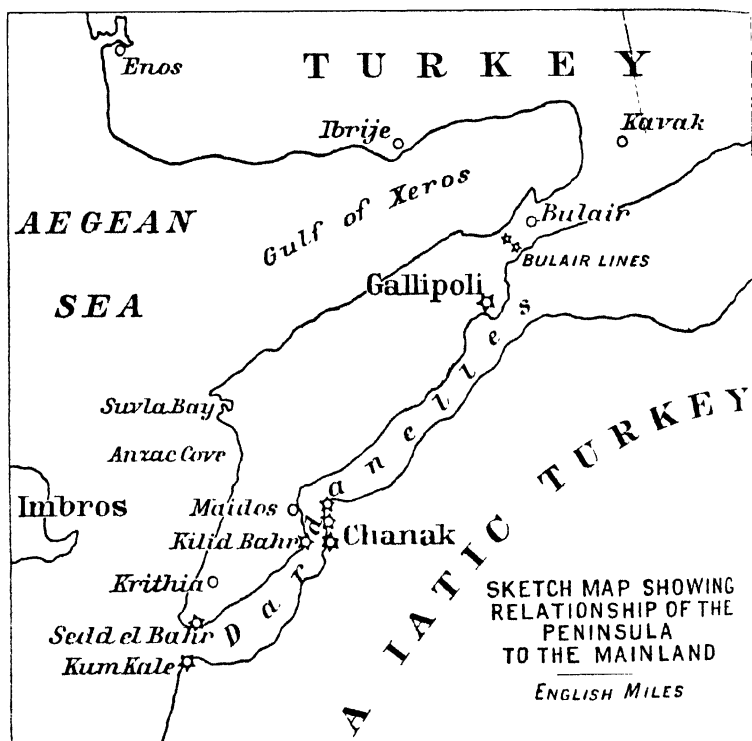 Enos
TURKEY
Ibrije
Kavak
AEGEAN
SEA
Gulf of Xeros
Bulair
BULAIR LINES
Gallipoli
Dardanelles
Suvla Bay
Anzac Cove
Imbros
Maidos
Kilid Bahr
Chanak
Krithia
Sedd el Bahr
Kum Kale
A IATIC TURKEY
SKETCH MAP SHOWING
RELATIONSHIP OF THE
PENINSULA
TO THE MAINLAND
ENGLISH MILES